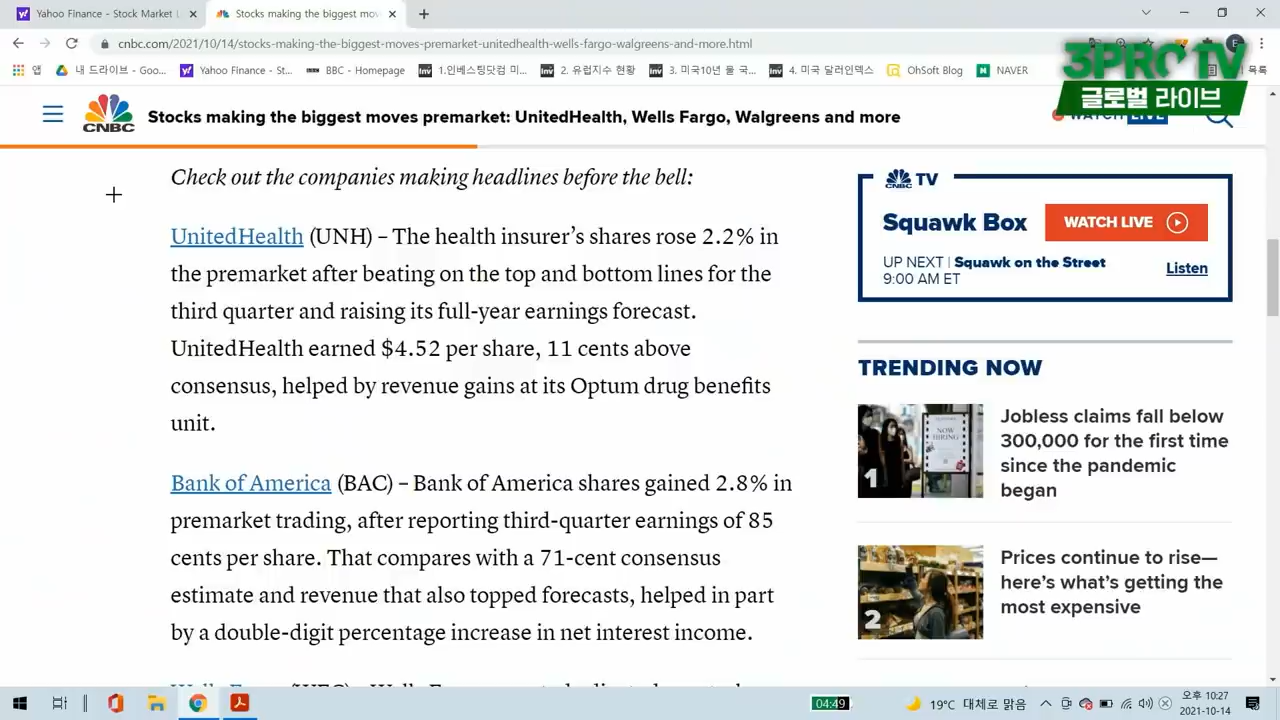 Yahoo Finance - Stock Market L
Stocks making the biggest mov
cnbc.com/2021/10/14/stocks-making-the-biggest-moves-premarket-unitedhealth-wells-fargo-walgreens-and-more.html
앱
내 드라이브 - Goo...
Yahoo Finance - St...
BBC - Homepage
1.인베스팅닷컴 미...
2. 유럽지수 현황
3. 미국10년 물 국...
4. 미국 달러인덱스
OhSoft Blog
NAVER
목록
3PROTV
글로벌 라이브
CNBC
Stocks making the biggest moves premarket: UnitedHealth, Wells Fargo, Walgreens and more
WATCH LIVE
Check out the companies making headlines before the bell:
UnitedHealth (UNH) – The health insurer's shares rose 2.2% in
the premarket after beating on the top and bottom lines for the
third quarter and raising its full-year earnings forecast.
UnitedHealth earned $4.52 per share, 11 cents above
consensus, helped by revenue gains at its Optum drug benefits
unit.
Bank of America (BAC) – Bank of America shares gained 2.8% in
premarket trading, after reporting third-quarter earnings of 85
cents per share. That compares with a 71-cent consensus
estimate and revenue that also topped forecasts, helped in part
by a double-digit percentage increase in net interest income.
CNBC TV
Squawk Box
WATCH LIVE
UP NEXT | Squawk on the Street
9:00 AM ET
Listen
TRENDING NOW
NOW
HIRING
1
Jobless claims fall below
300,000 for the first time
since the pandemic
began
2
Prices continue to rise—
here's what's getting the
most expensive
04:49
19°C 대체로 맑음
오후 10:27
2021-10-14